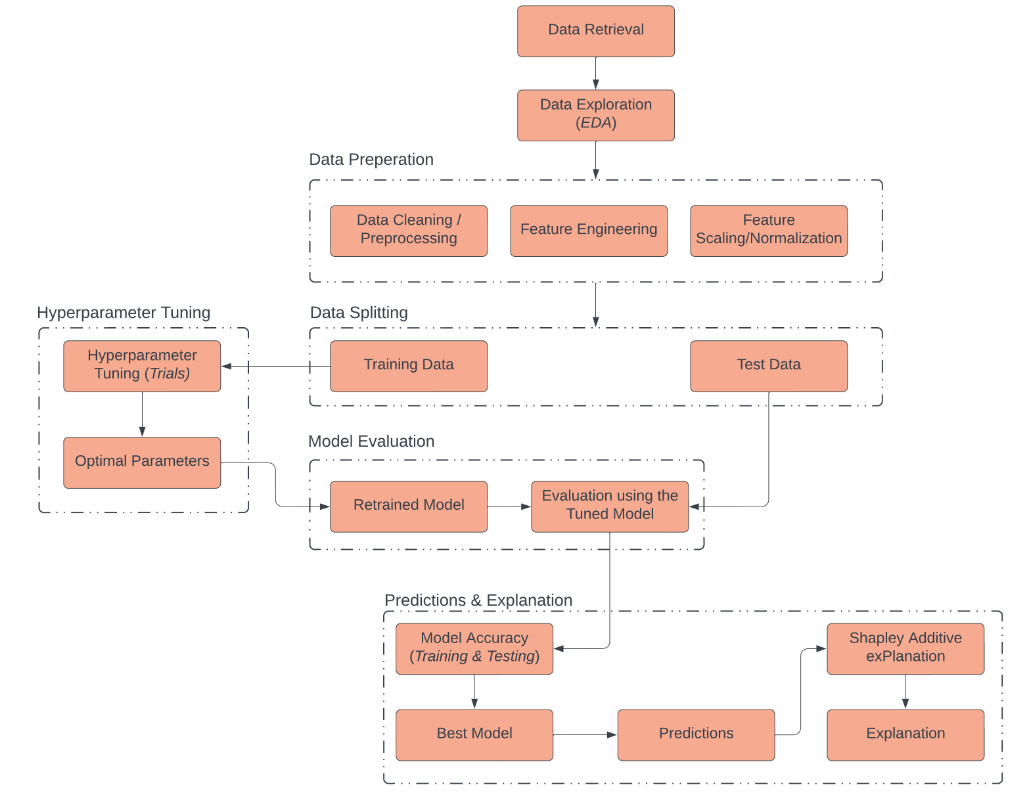 Data Retrieval
Data Exploration
(EDA)
Data Preperation
Data Cleaning /
Preprocessing
Feature Engineering
Feature
Scaling/Normalization
Hyperparameter Tuning
Data Splitting
Hyperparameter
Tuning (Trials)
Training Data
Test Data
Model Evaluation
Optimal Parameters
Retrained Model
Evaluation using the
Tuned Model
Predictions & Explanation
Model Accuracy
(Training & Testing)
Shapley Additive
exPlanation
Best Model
Predictions
Explanation